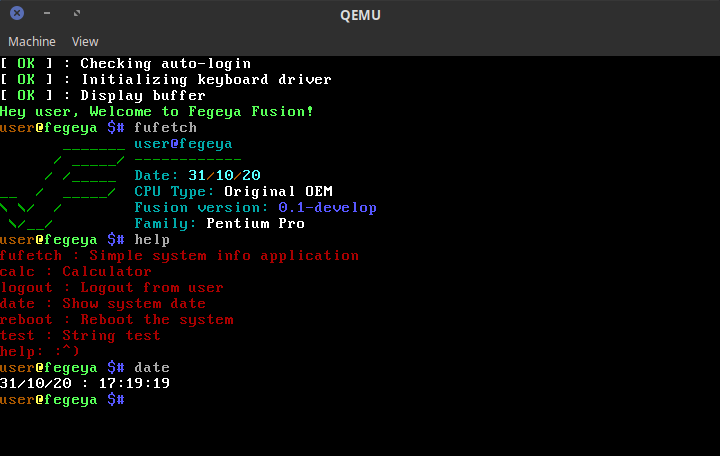 QEMU
Machine View
[ OK ] : Checking auto-login
[ OK ] : Initializing keyboard driver
[ OK ] : Display buffer
Hey user, Welcome to Fegeya Fusion!
user@fegeya $# fufetch
user@fegeya
------------
Date: 31/10/20
CPU Type: Original OEM
Fusion version: 0.1-develop
Family: Pentium Pro
user@fegeya $# help
fufetch : Simple system info application
calc : Calculator
logout : Logout from user
date : Show system date
reboot : Reboot the system
test : String test
help: :^)
user@fegeya $# date
31/10/20 : 17:19:19
user@fegeya $#